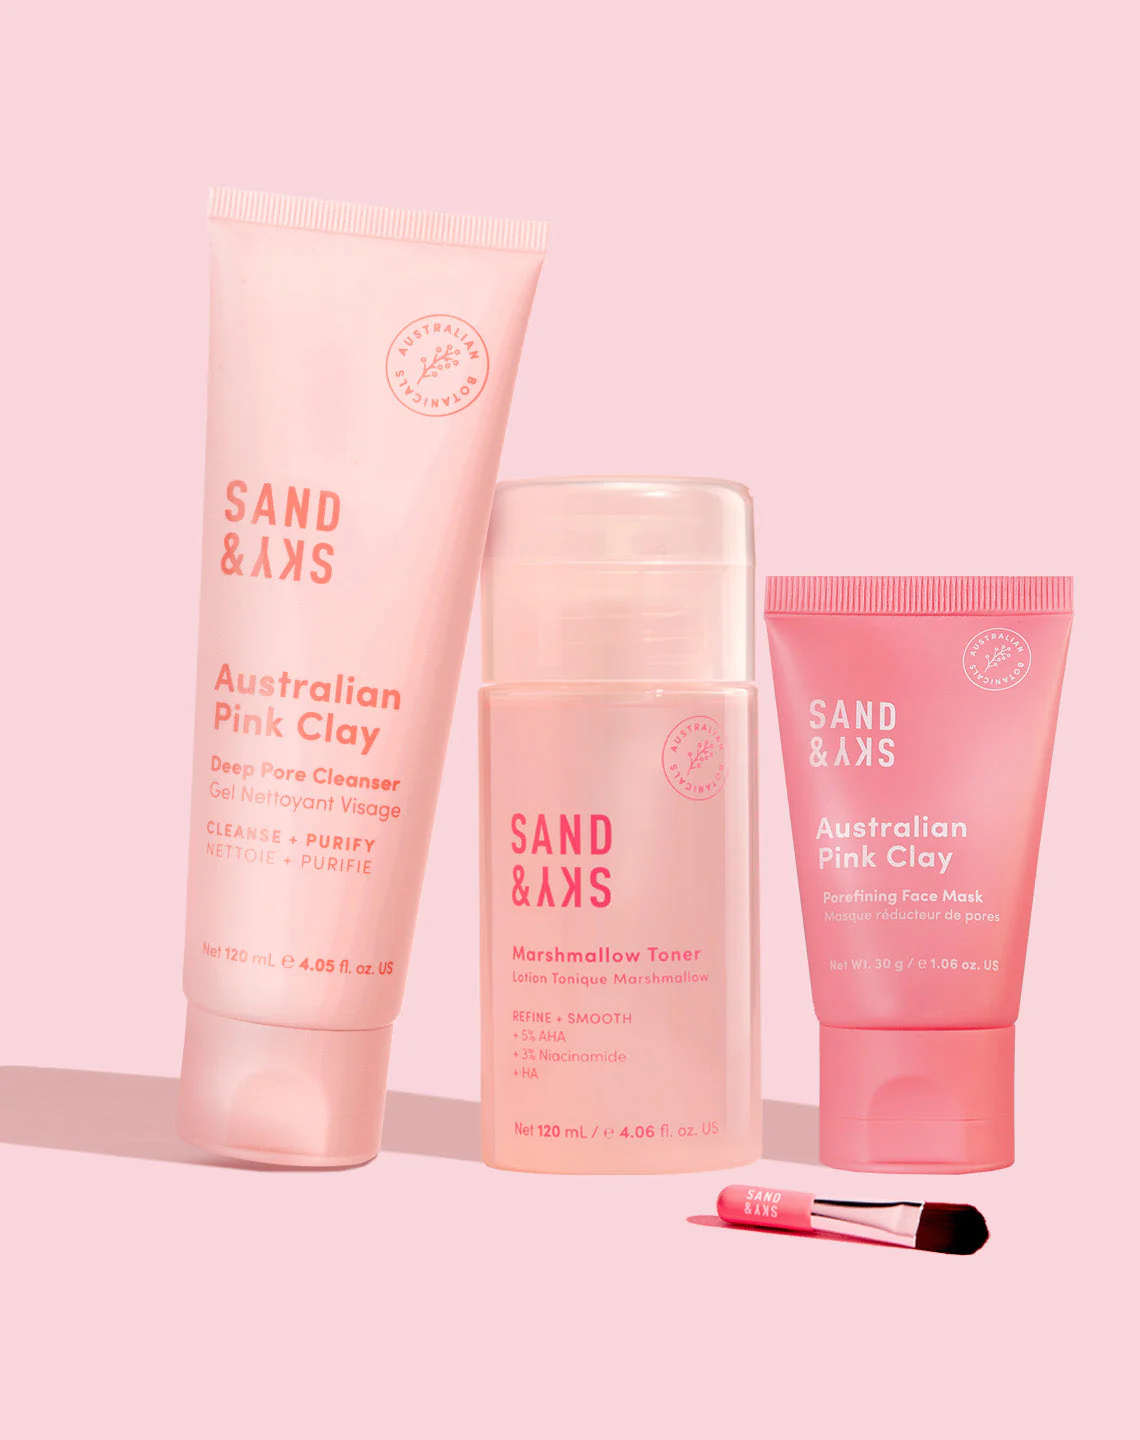 AUSTRALIAN BOTANICALS
SAND
& SKY
Australian
Pink Clay
Deep Pore Cleanser
Gel Nettoyant Visage
CLEANSE + PURIFY
NETTOIE + PURIFIE
Net 120 mL ℮ 4.05 fl. oz. US
AUSTRALIAN BOTANICALS
SAND
& SKY
Marshmallow Toner
Lotion Tonique Marshmallow
REFINE + SMOOTH
+ 5% AHA
+ 3% Niacinamide
+ HA
Net 120 mL / ℮ 4.06 fl. oz. US
AUSTRALIAN BOTANICALS
SAND
& SKY
Australian
Pink Clay
Porefining Face Mask
Masque réducteur de pores
Net Wt. 30 g / ℮ 1.06 oz. US
SAND
& SKY